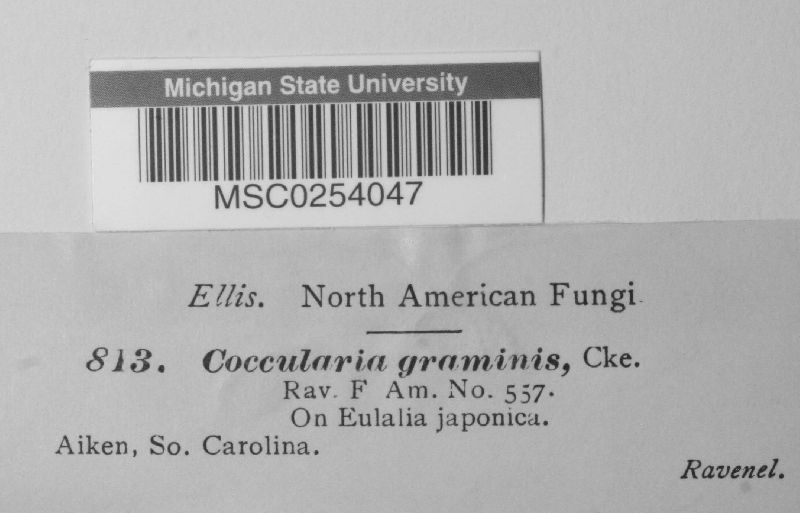 Michigan State University
MSC0254047
Ellis. North American Fungi.
813. Coccularia graminis, Cke.
Rav. F Am. No. 557.
On Eulalia japonica.
Aiken, So. Carolina.
Ravenel.